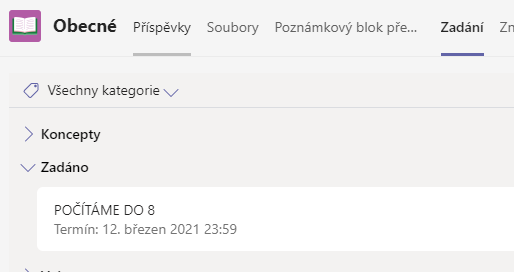 Obecné Příspěvky Soubory Poznámkový blok pře... Zadání
Všechny kategorie
Koncepty
Zadáno
POČÍTÁME DO 8
Termín: 12. březen 2021 23:59